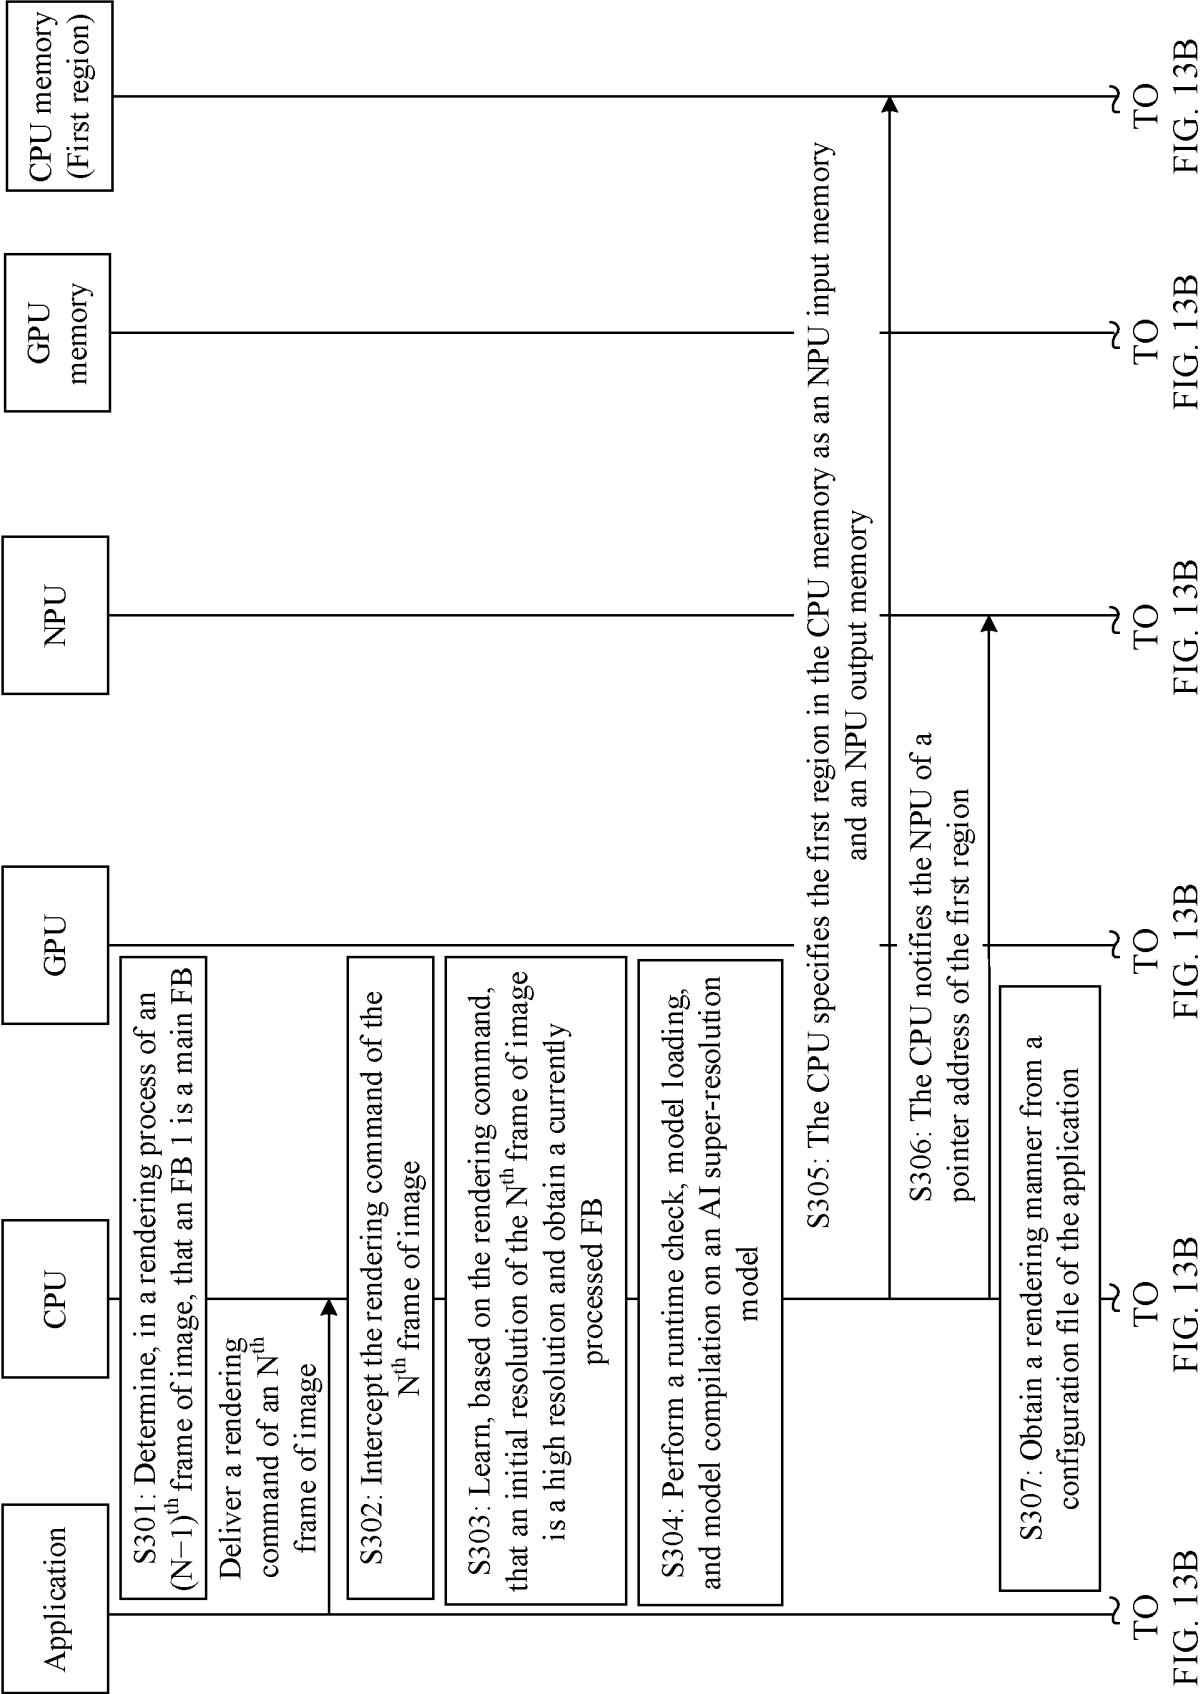 Application
CPU
GPU
NPU
GPU
memory
CPU memory
(First region)
S301: Determine, in a rendering process of an
(N−1)th frame of image, that an FB 1 is a main FB
Deliver a rendering
command of an Nth
frame of image
S302: Intercept the rendering command of the
Nth frame of image
S303: Learn, based on the rendering command,
that an initial resolution of the Nth frame of image
is a high resolution and obtain a currently
processed FB
S304: Perform a runtime check, model loading,
and model compilation on an AI super-resolution
model
S305: The CPU specifies the first region in the CPU memory as an NPU input memory
and an NPU output memory
S306: The CPU notifies the NPU of a
pointer address of the first region
S307: Obtain a rendering manner from a
configuration file of the application
TO
FIG. 13B
TO
FIG. 13B
TO
FIG. 13B
TO
FIG. 13B
TO
FIG. 13B
TO
FIG. 13B